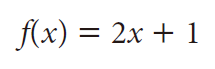 f(x) = 2x + 1